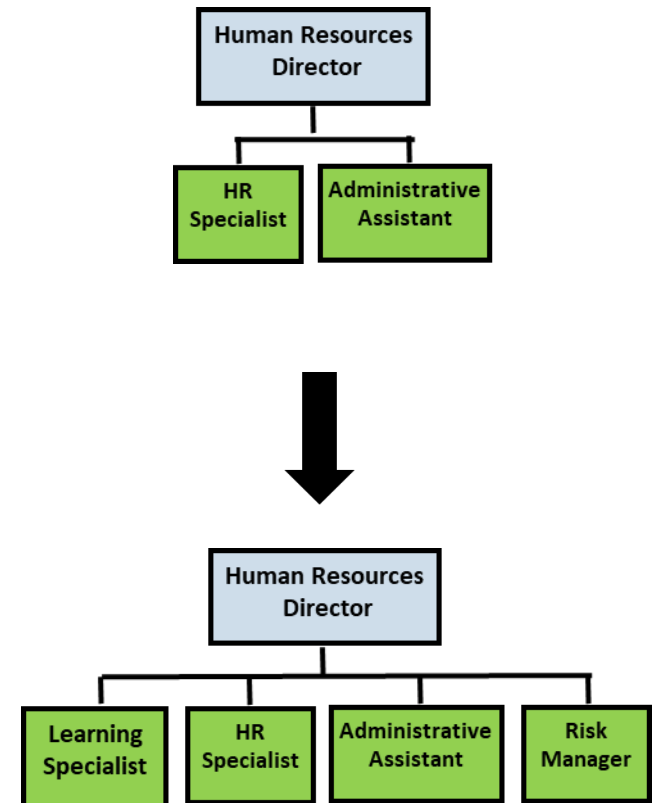 Human Resources
Director
HR
Specialist
Administrative
Assistant
Human Resources
Director
Learning
Specialist
HR
Specialist
Administrative
Assistant
Risk
Manager